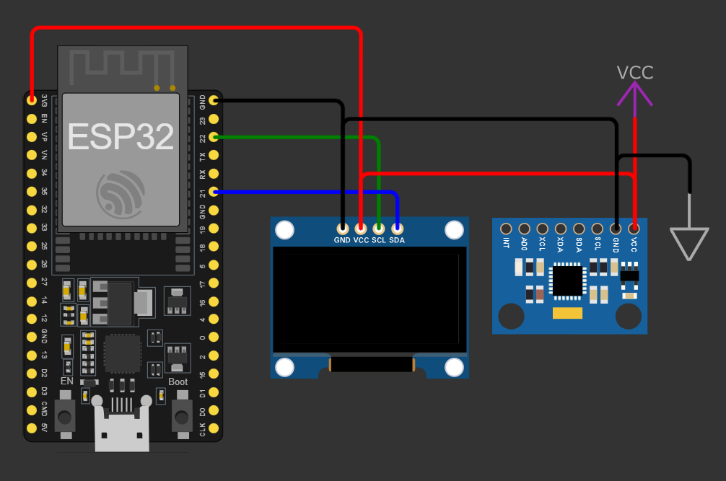 VCC
ESP32
3V3
EN
VP
VN
34
35
32
33
25
26
27
14
12
GND
13
D2
D3
CMD
5V
GND
23
22
TX
RX
21
GND
19
18
5
17
16
4
0
2
15
D1
D0
CLK
EN
Boot
GND VCC SCL SDA
INT
AD0
XCL
XDA
SDA
SCL
GND
VCC